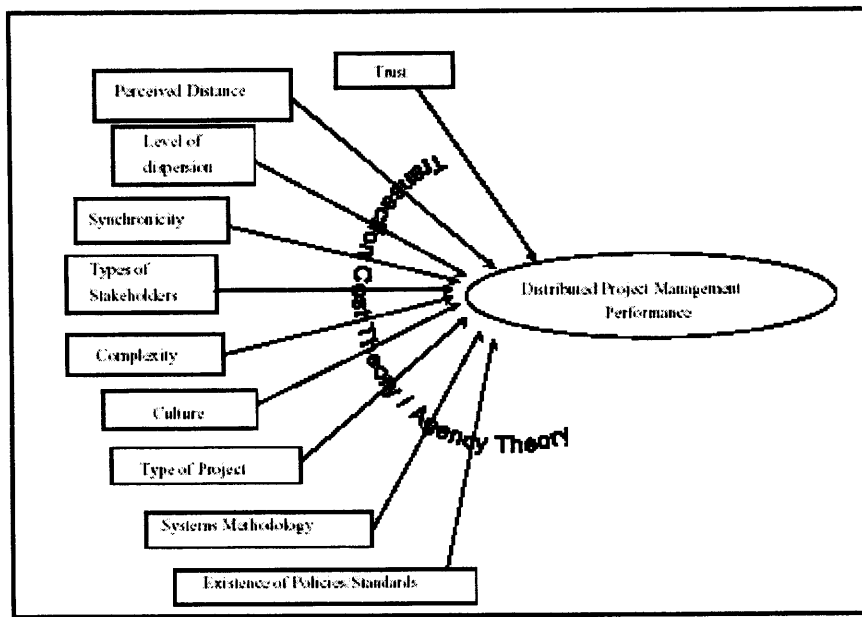 Trust
Perceived Distance
Level of
dispersion
Synchronicity
Types of
Stakeholders
Complexity
Culture
Type of Project
Systems Methodology
Existence of Policies/Standards
Transaction Cost Theory / Agency Theory
Distributed Project Management
Performance